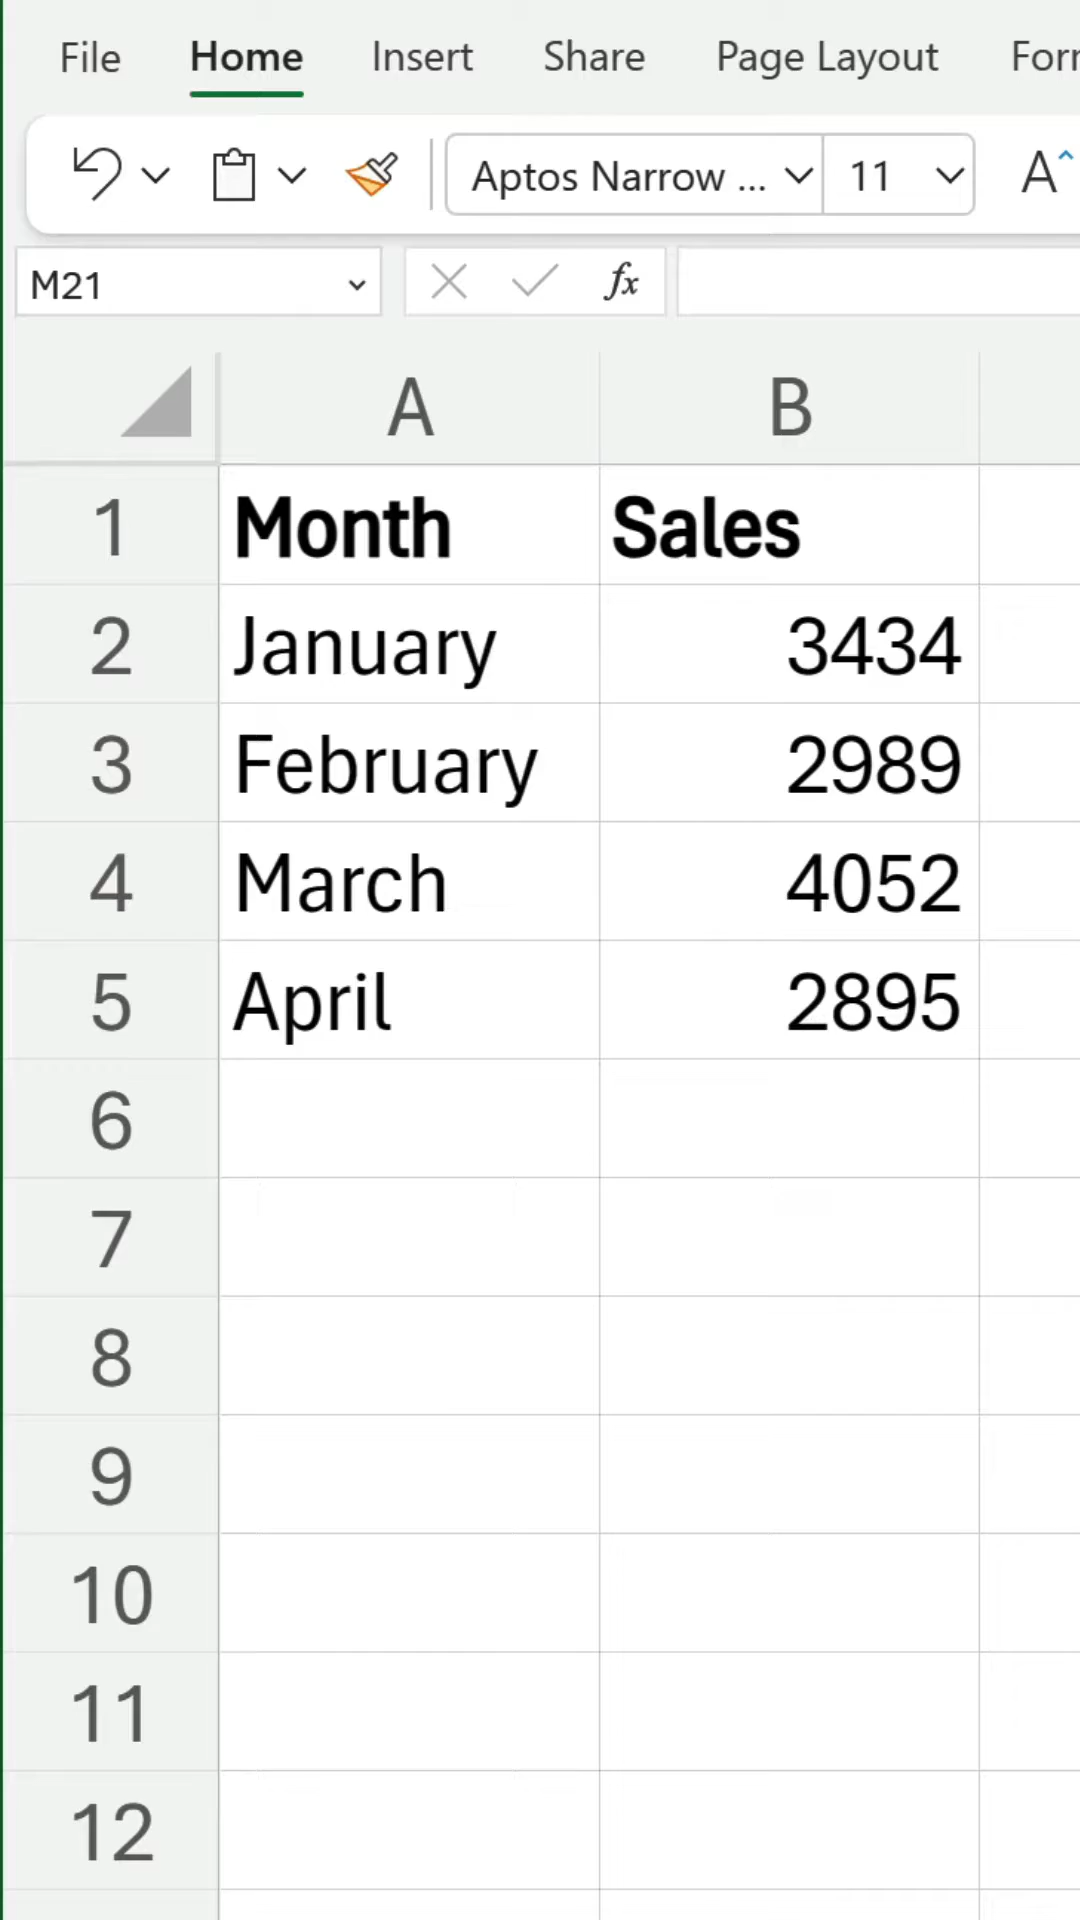 File Home Insert Share Page Layout
Aptos Narrow ... 11 A
M21 fx
A B
1 Month Sales
2 January 3434
3 February 2989
4 March 4052
5 April 2895
6
7
8
9
10
11
12